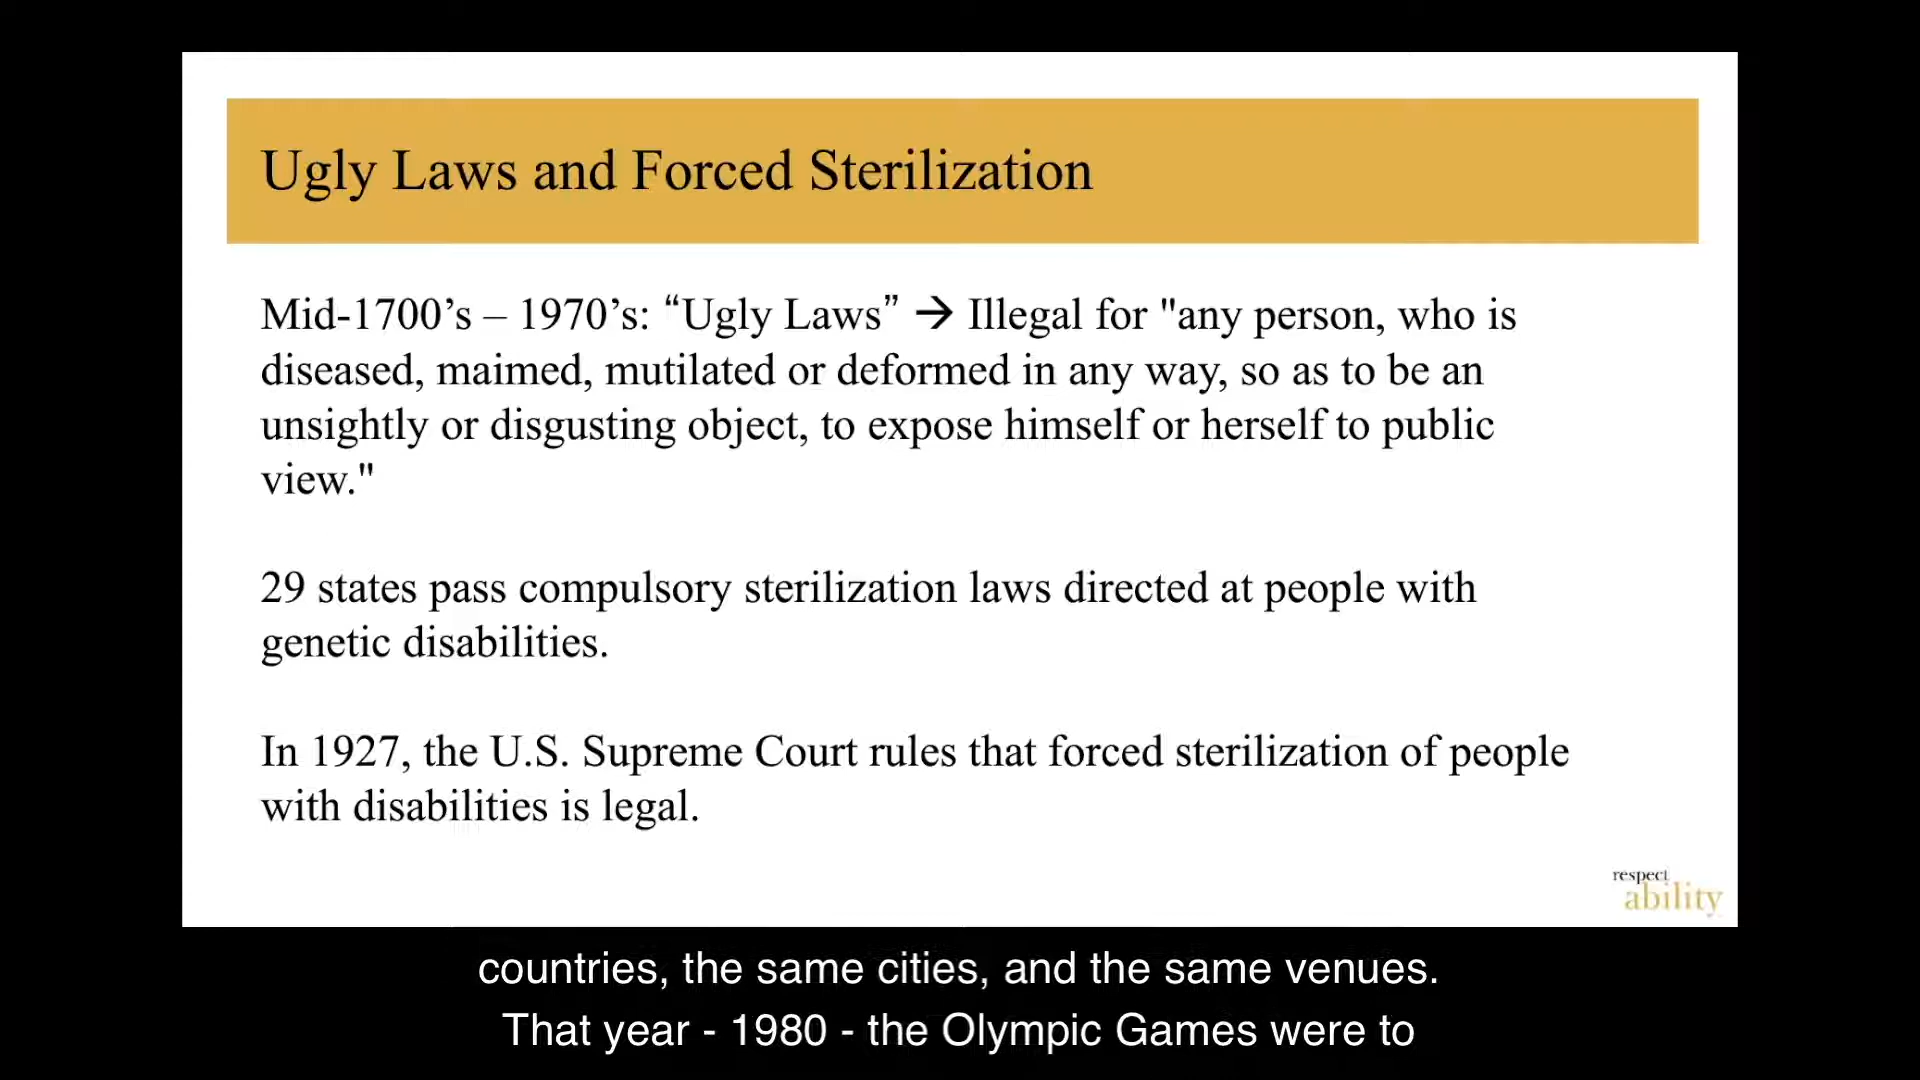 Ugly Laws and Forced Sterilization
Mid-1700’s – 1970’s: “Ugly Laws” → Illegal for "any person, who is
diseased, maimed, mutilated or deformed in any way, so as to be an
unsightly or disgusting object, to expose himself or herself to public
view."
29 states pass compulsory sterilization laws directed at people with
genetic disabilities.
In 1927, the U.S. Supreme Court rules that forced sterilization of people
with disabilities is legal.
respect
ability
countries, the same cities, and the same venues.
That year - 1980 - the Olympic Games were to